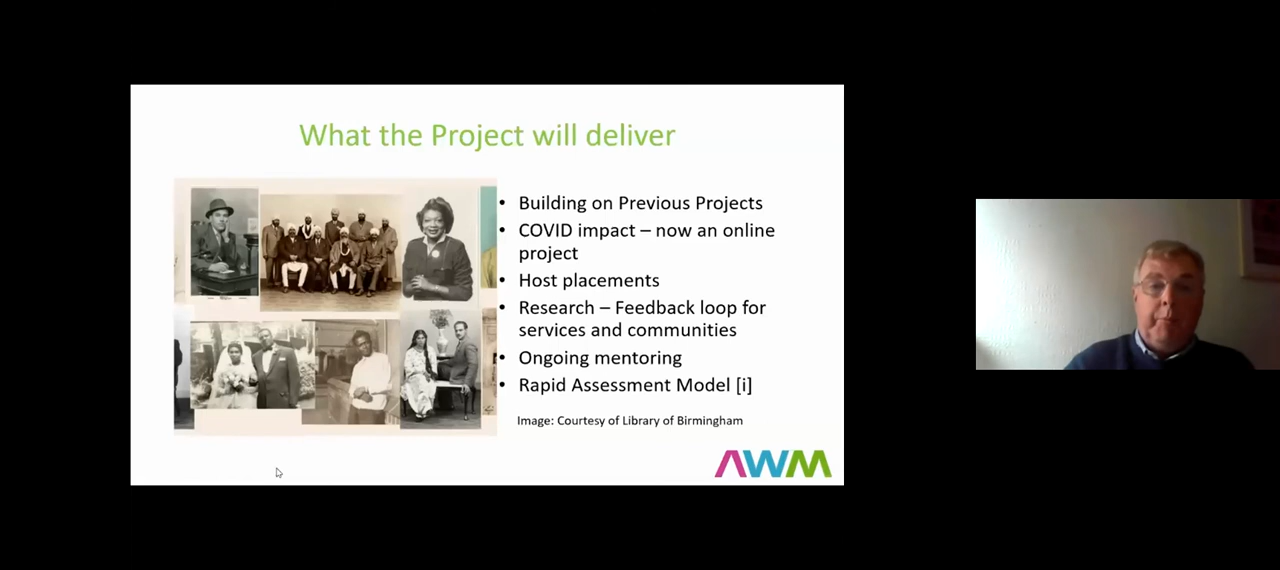 What the Project will deliver
• Building on Previous Projects
• COVID impact – now an online
project
• Host placements
• Research – Feedback loop for
services and communities
• Ongoing mentoring
• Rapid Assessment Model [i]
Image: Courtesy of Library of Birmingham
AWM